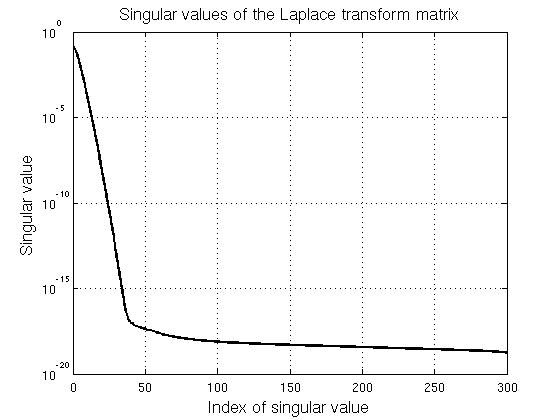 Singular values of the Laplace transform matrix
10^0
10^-5
10^-10
10^-15
10^-20
Singular value
0 50 100 150 200 250 300
Index of singular value